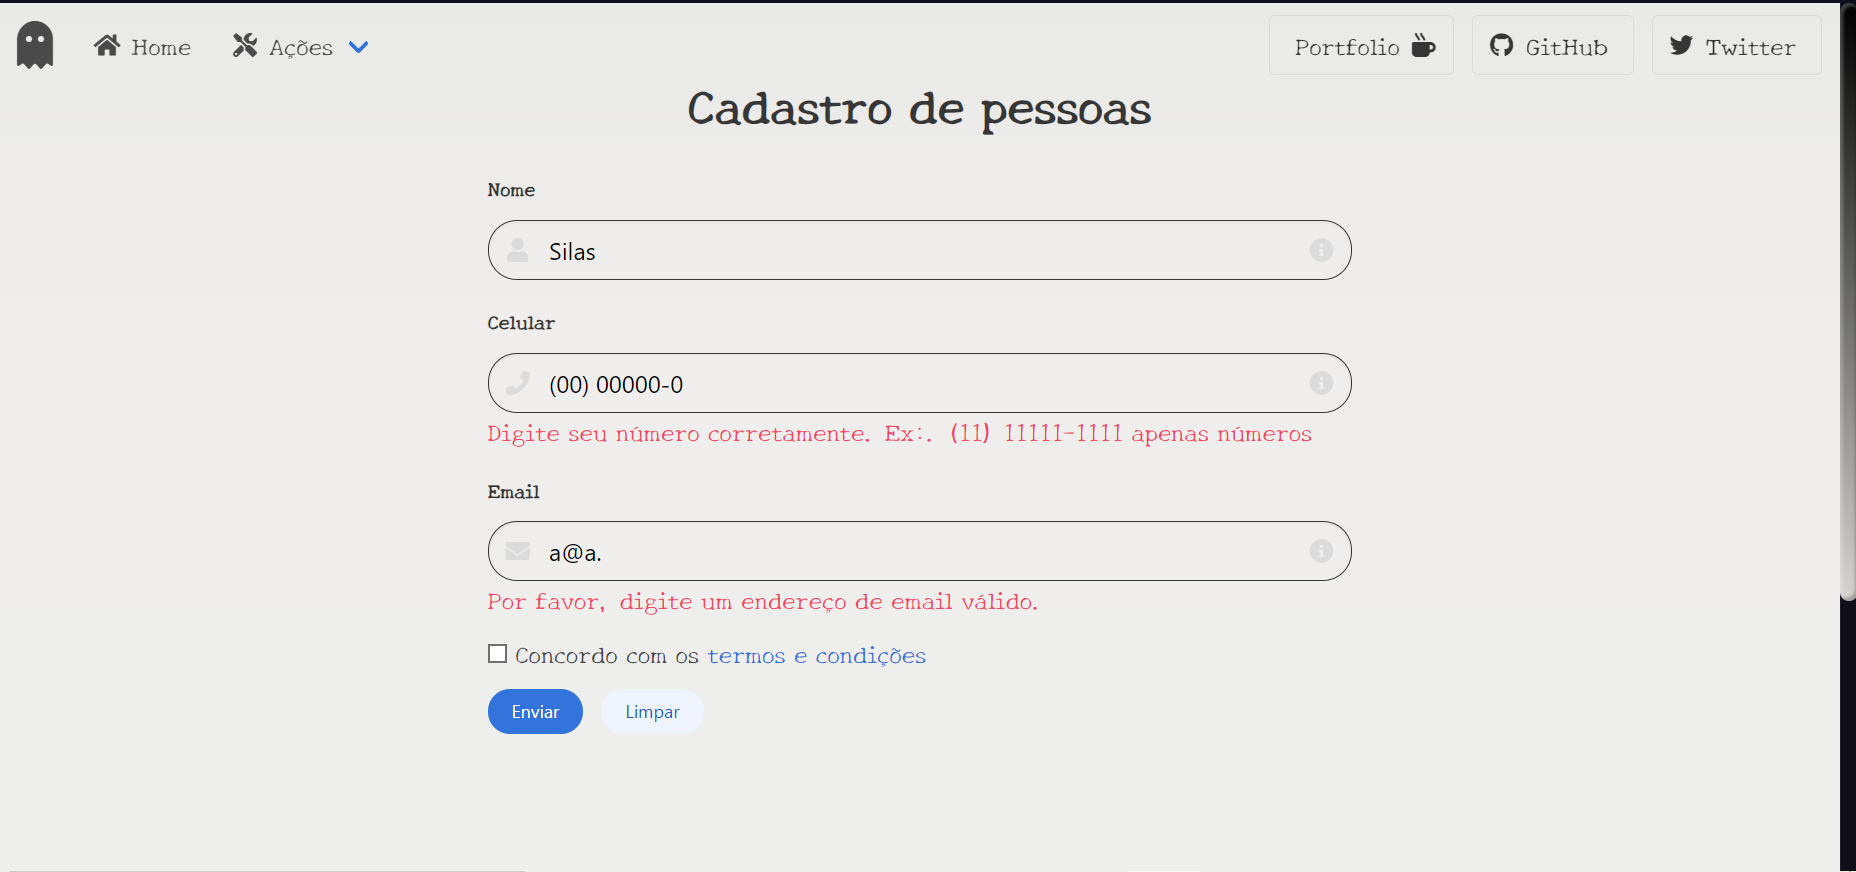 Home Ações Portfolio GitHub Twitter
Cadastro de pessoas
Nome
Silas
Celular
(00) 00000-0
Digite seu número corretamente. Ex:. (11) 11111-1111 apenas números
Email
a@a.
Por favor, digite um endereço de email válido.
Concordo com os termos e condições
Enviar Limpar